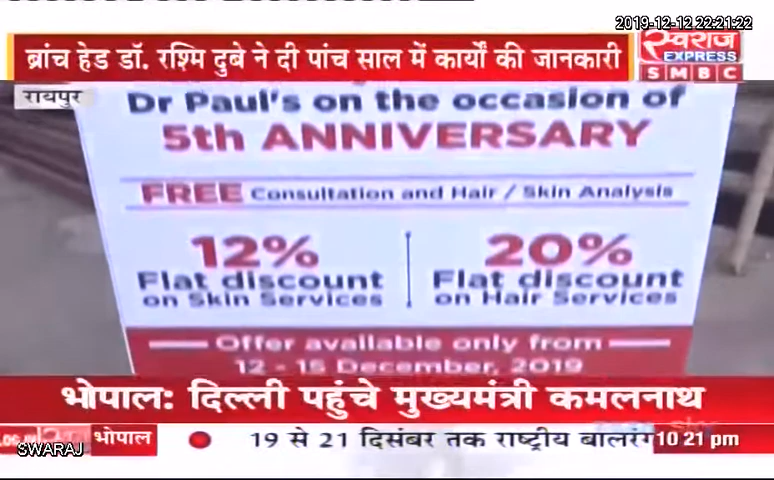 2019-12-12 22:21:22
ब्रांच हेड डॉ. रश्मि दुबे ने दी पांच साल में कार्यों की जानकारी
स्वराज
EXPRESS
SMBC
रायपुर
Dr Paul's on the occasion of
5th ANNIVERSARY
FREE Consultation and Hair / Skin Analysis
12%
Flat discount
on Skin Services
20%
Flat discount
on Hair Services
Offer available only from
12 - 15 December, 2019
भोपाल: दिल्ली पहुंचे मुख्यमंत्री कमलनाथ
भोपाल
19 से 21 दिसंबर तक राष्ट्रीय बालरंग
10 21 pm
SWARAJ